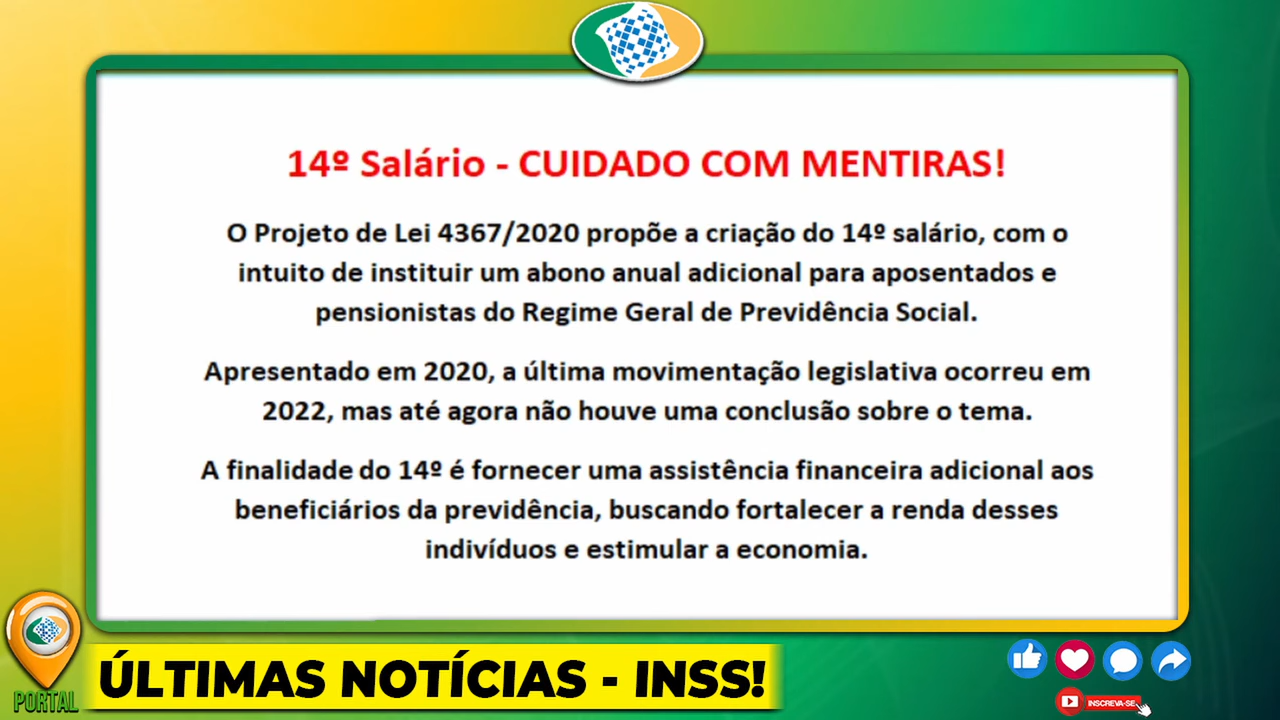 14º Salário - CUIDADO COM MENTIRAS!
O Projeto de Lei 4367/2020 propõe a criação do 14º salário, com o
intuito de instituir um abono anual adicional para aposentados e
pensionistas do Regime Geral de Previdência Social.
Apresentado em 2020, a última movimentação legislativa ocorreu em
2022, mas até agora não houve uma conclusão sobre o tema.
A finalidade do 14º é fornecer uma assistência financeira adicional aos
beneficiários da previdência, buscando fortalecer a renda desses
indivíduos e estimular a economia.
PORTAL
ÚLTIMAS NOTÍCIAS - INSS!
INSCREVA-SE